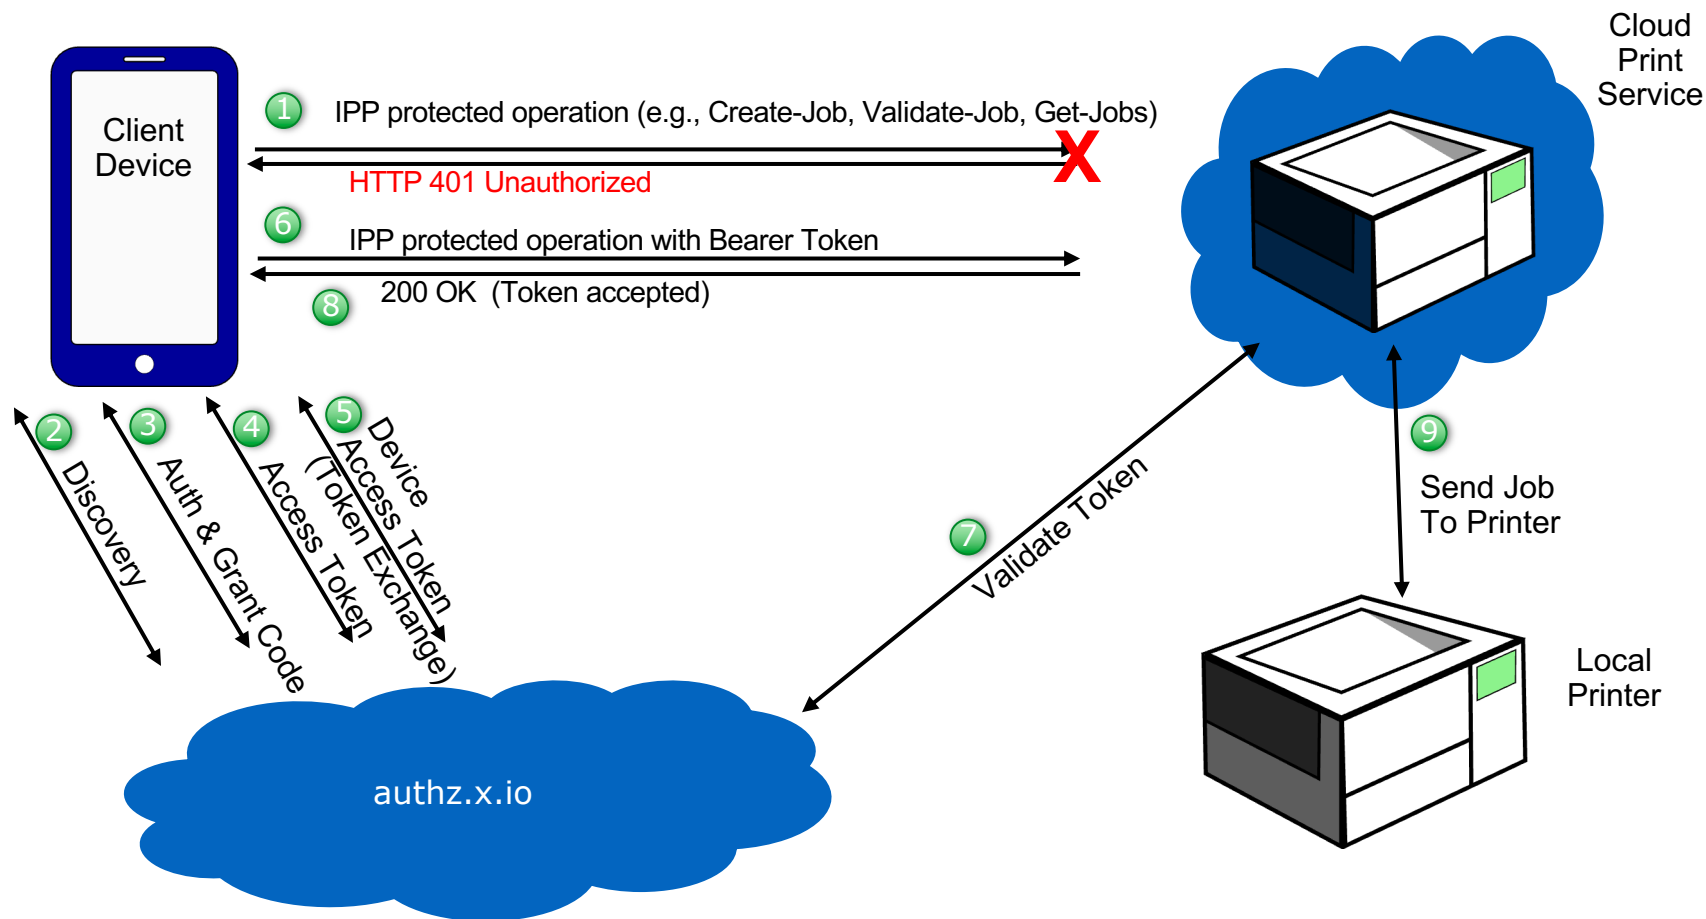 Cloud
Print
Service
Client
Device
1
IPP protected operation (e.g., Create-Job, Validate-Job, Get-Jobs)
X
HTTP 401 Unauthorized
6
IPP protected operation with Bearer Token
200 OK  (Token accepted)
8
2
Discovery
3
Auth & Grant Code
4
Access Token
5
Device
Access Token
(Token Exchange)
7
Validate Token
9
Send Job
To Printer
Local
Printer
authz.x.io